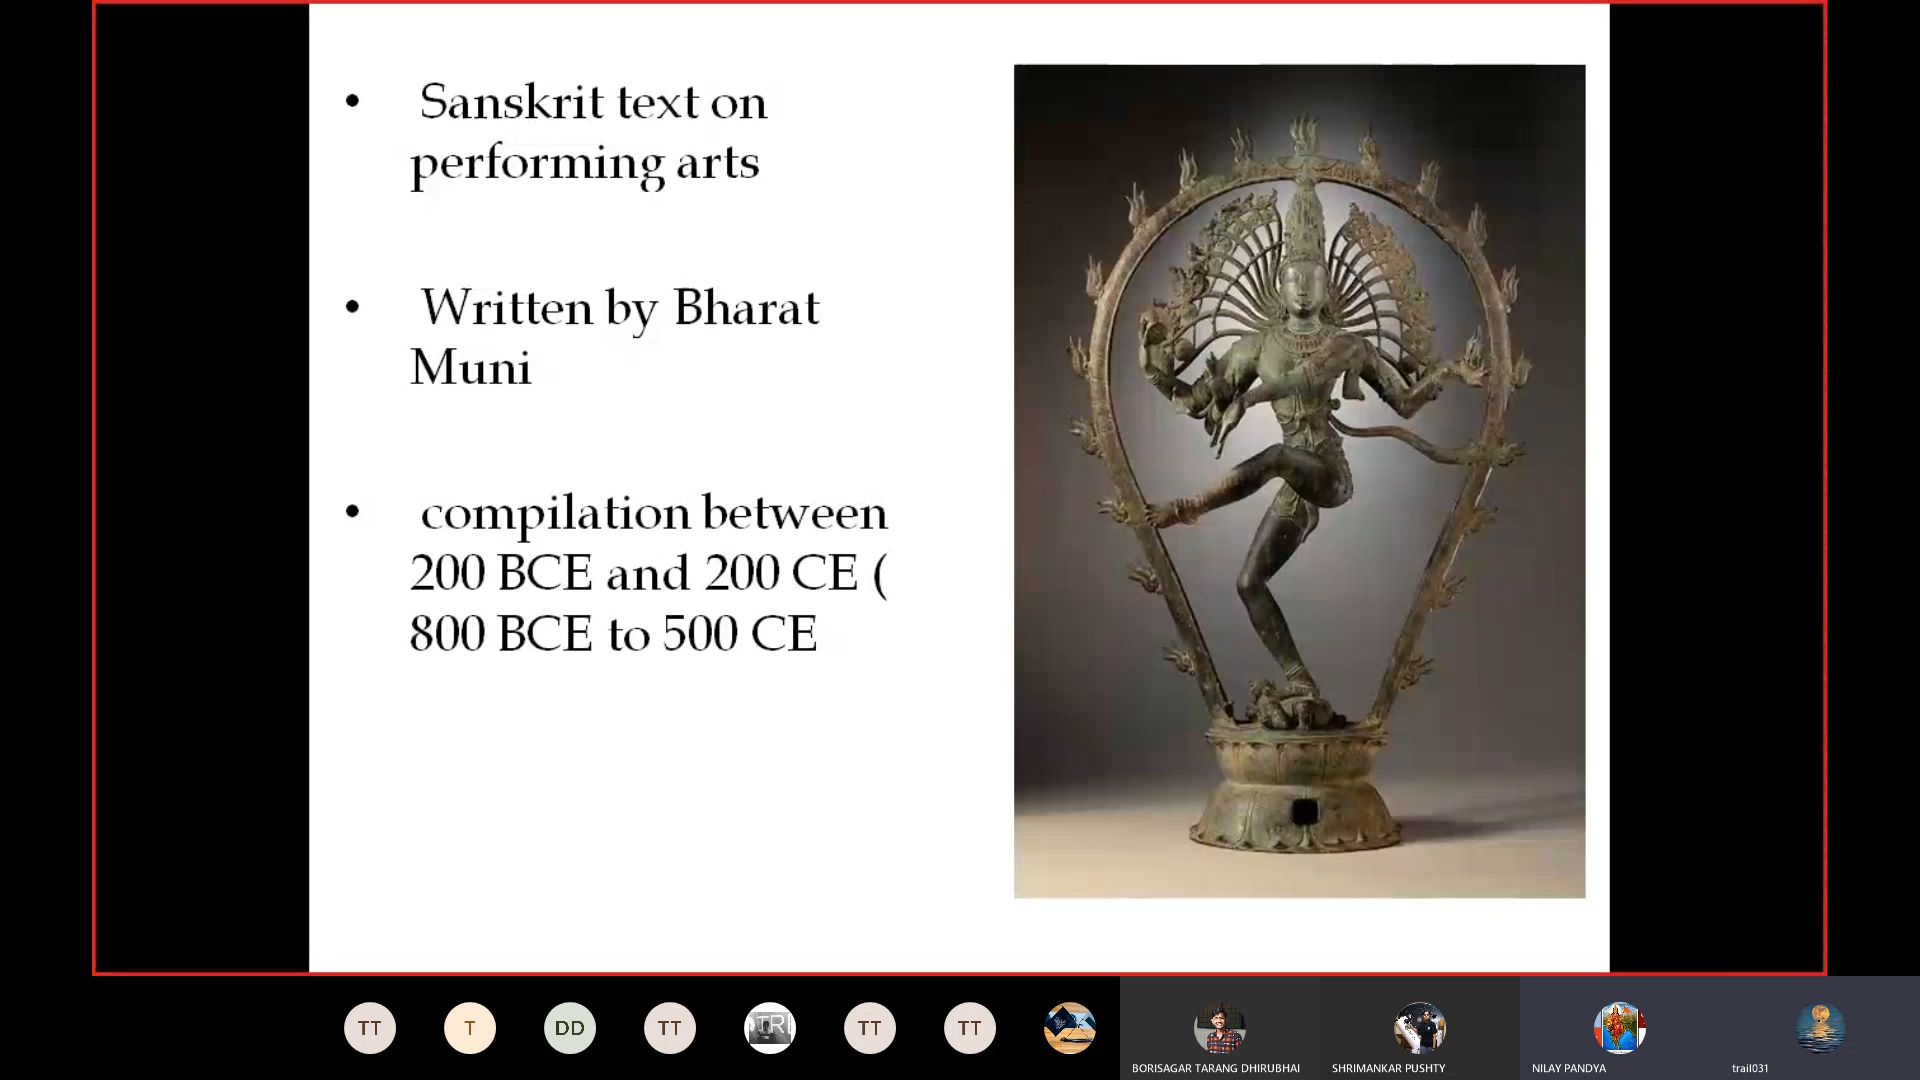 • Sanskrit text on
performing arts
• Written by Bharat
Muni
• compilation between
200 BCE and 200 CE (
800 BCE to 500 CE
TT
T
DD
TT
TT
TT
BORISAGAR TARANG DHIRUBHAI
SHRIMANKAR PUSHTY
NILAY PANDYA
trail031